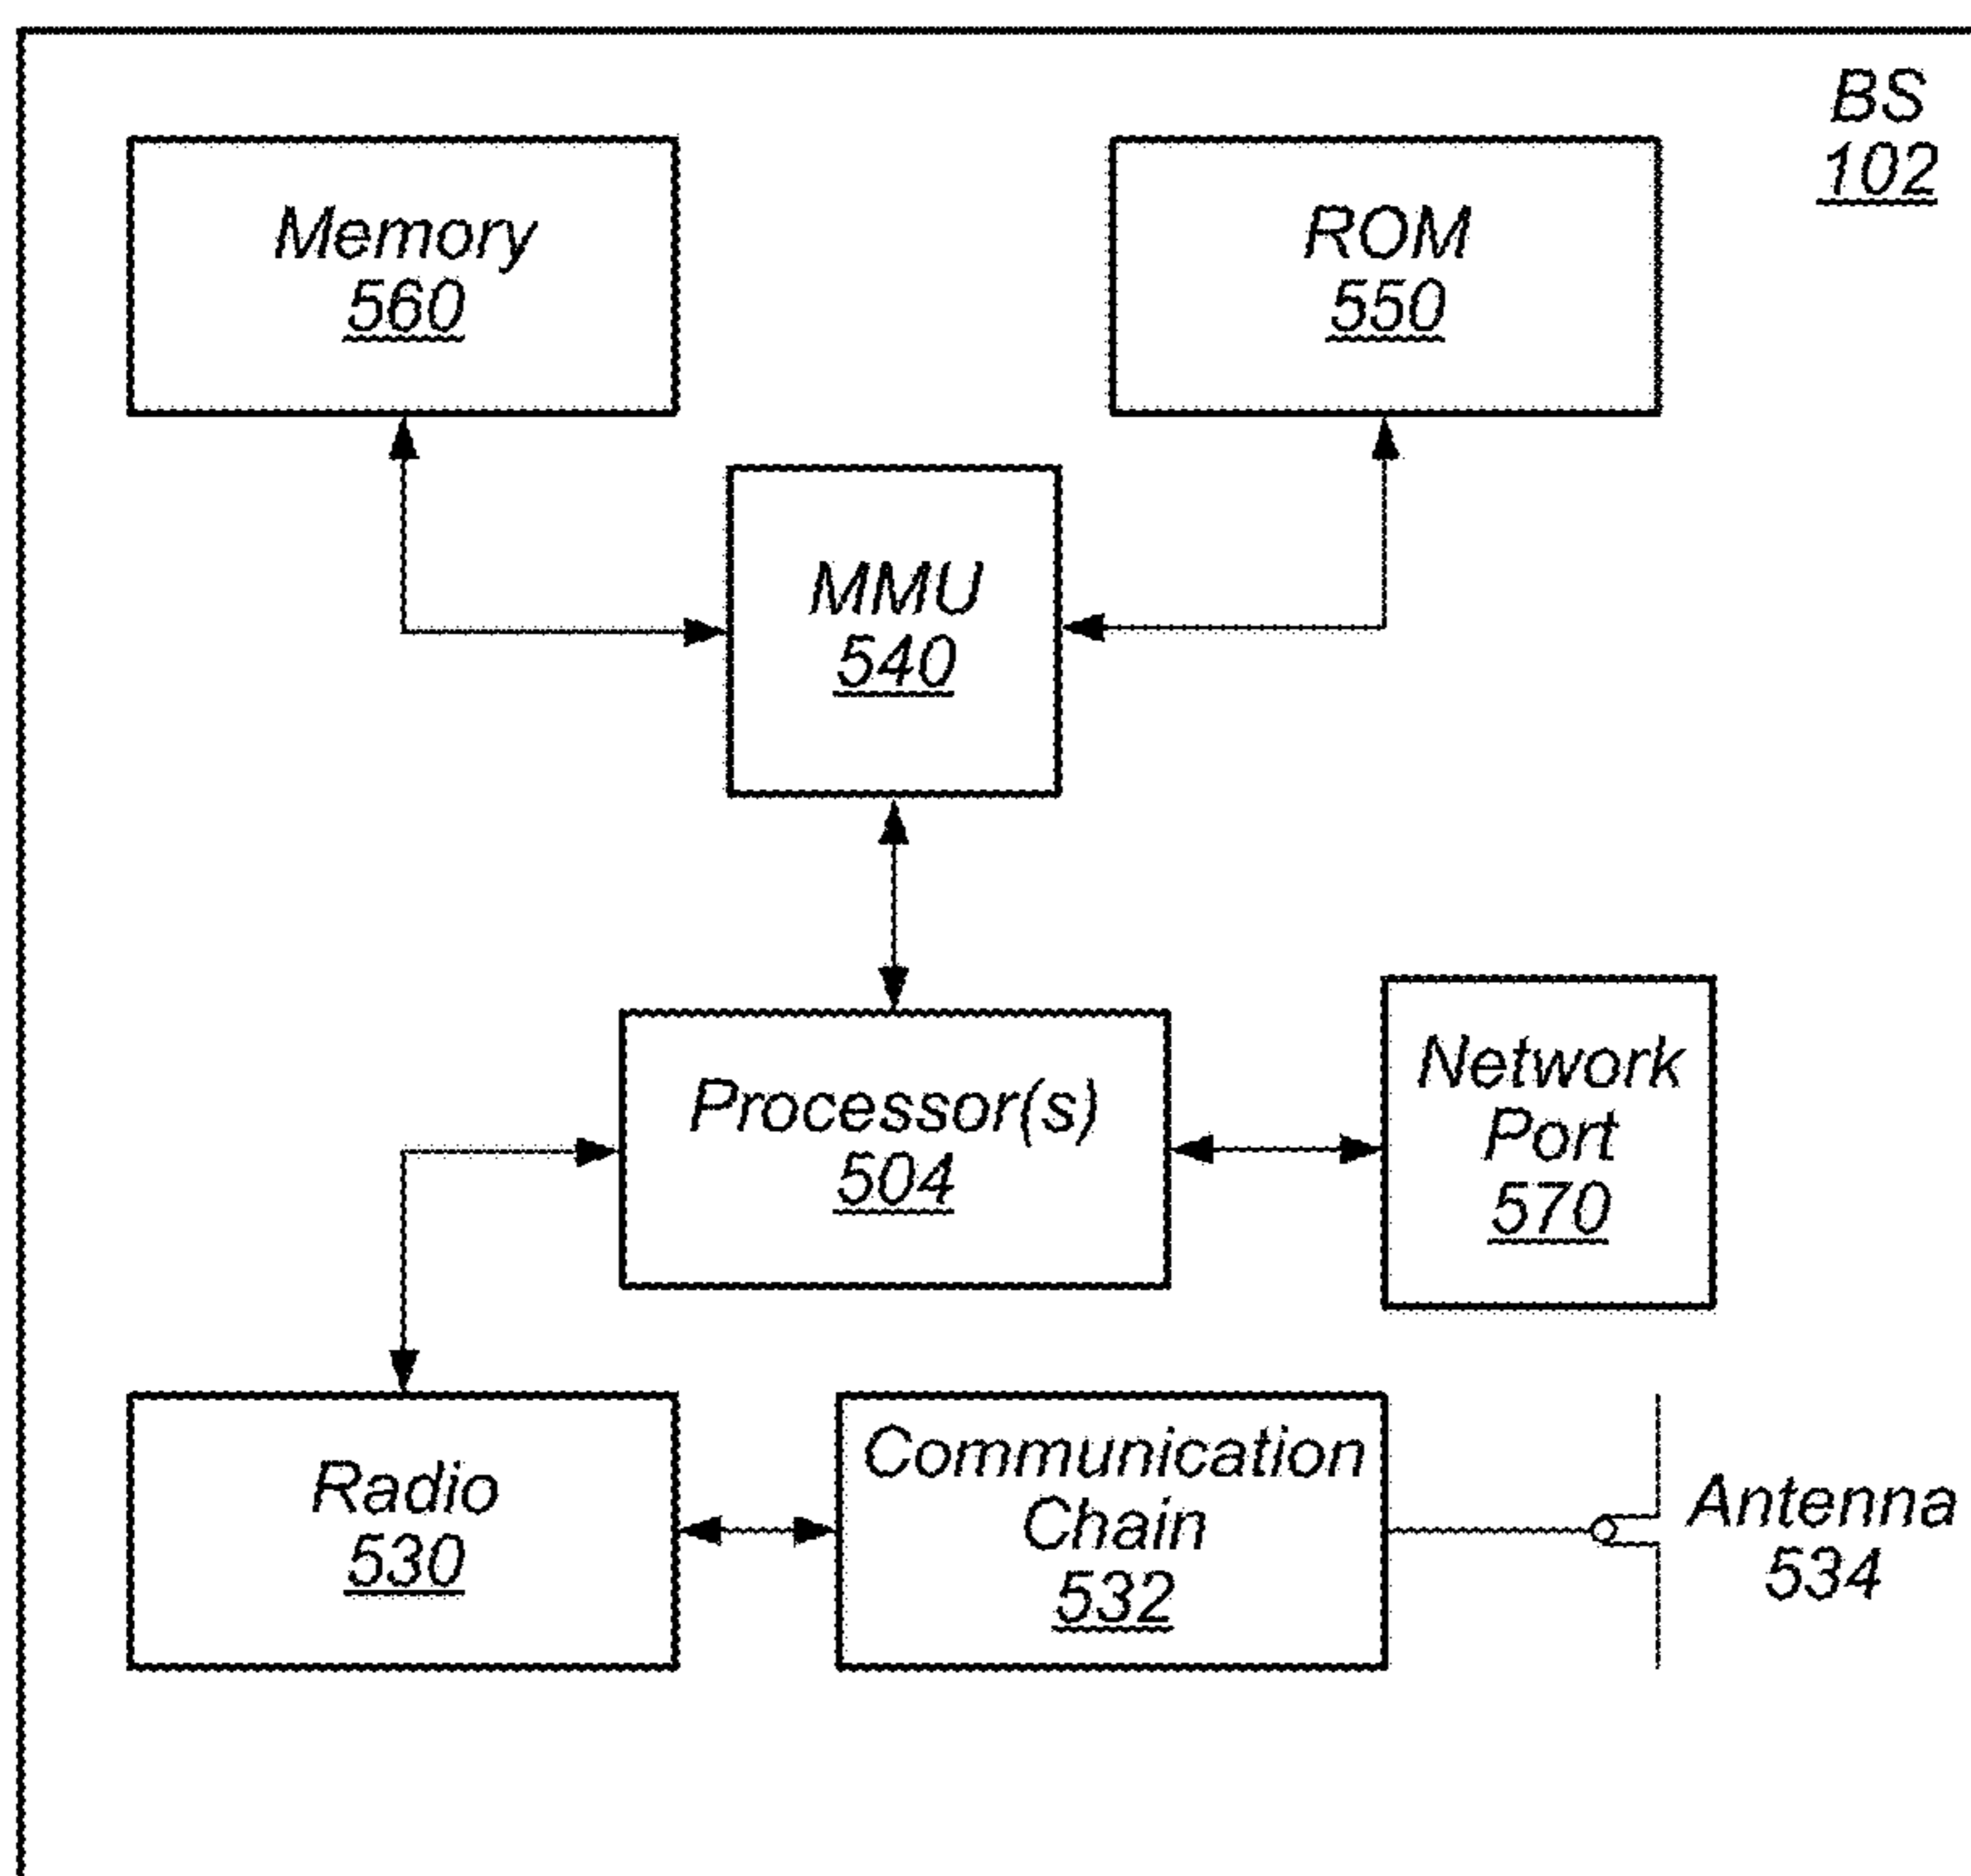 BS
102
Memory
560
ROM
550
MMU
540
Processor(s)
504
Network
Port
570
Radio
530
Communication
Chain
532
Antenna
534